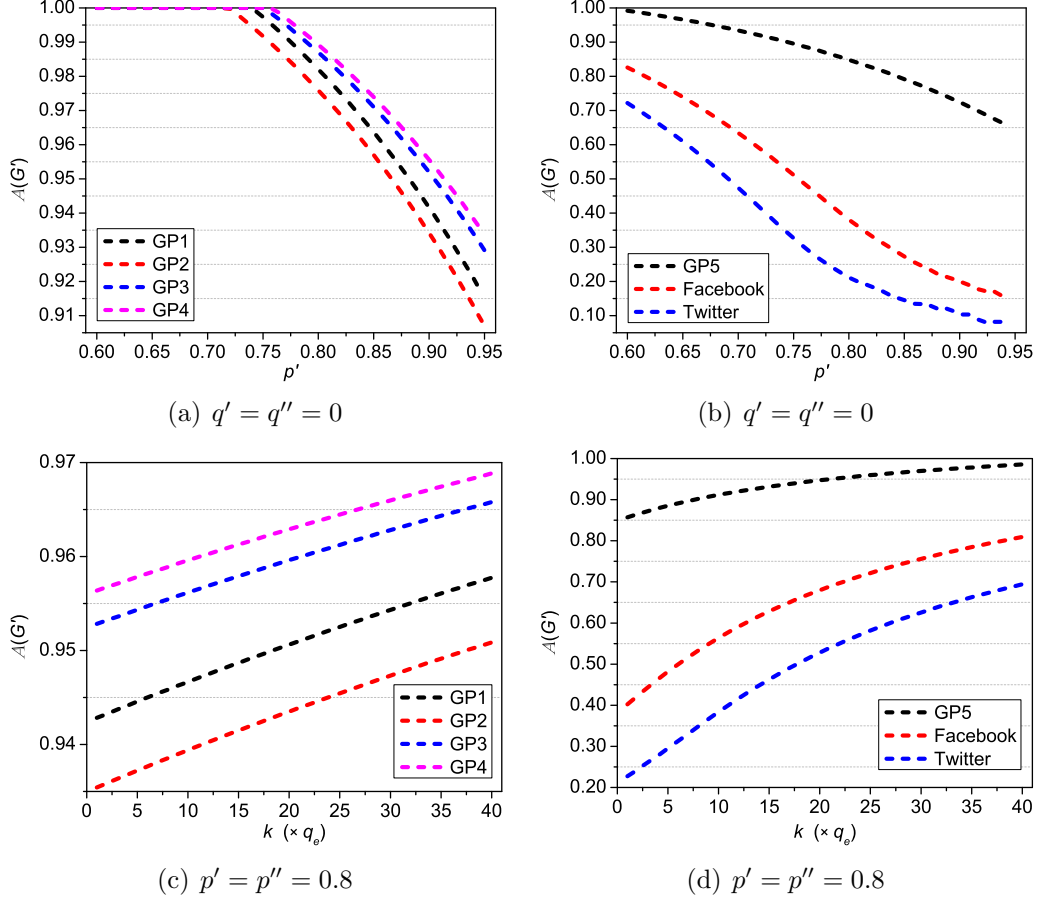 1.00
0.99
0.98
0.97
0.96
0.95
0.94
0.93
0.92
0.91
𝔸(G')
0.60 0.65 0.70 0.75 0.80 0.85 0.90 0.95
p'
GP1
GP2
GP3
GP4
(a) q′ = q′′ = 0
1.00
0.90
0.80
0.70
0.60
0.50
0.40
0.30
0.20
0.10
𝔸(G')
0.60 0.65 0.70 0.75 0.80 0.85 0.90 0.95
p'
GP5
Facebook
Twitter
(b) q′ = q′′ = 0
0.97
0.96
0.95
0.94
𝔸(G')
0 5 10 15 20 25 30 35 40
k (× qe)
GP1
GP2
GP3
GP4
(c) p′ = p′′ = 0.8
1.00
0.90
0.80
0.70
0.60
0.50
0.40
0.30
0.20
𝔸(G')
0 5 10 15 20 25 30 35 40
k (× qe)
GP5
Facebook
Twitter
(d) p′ = p′′ = 0.8